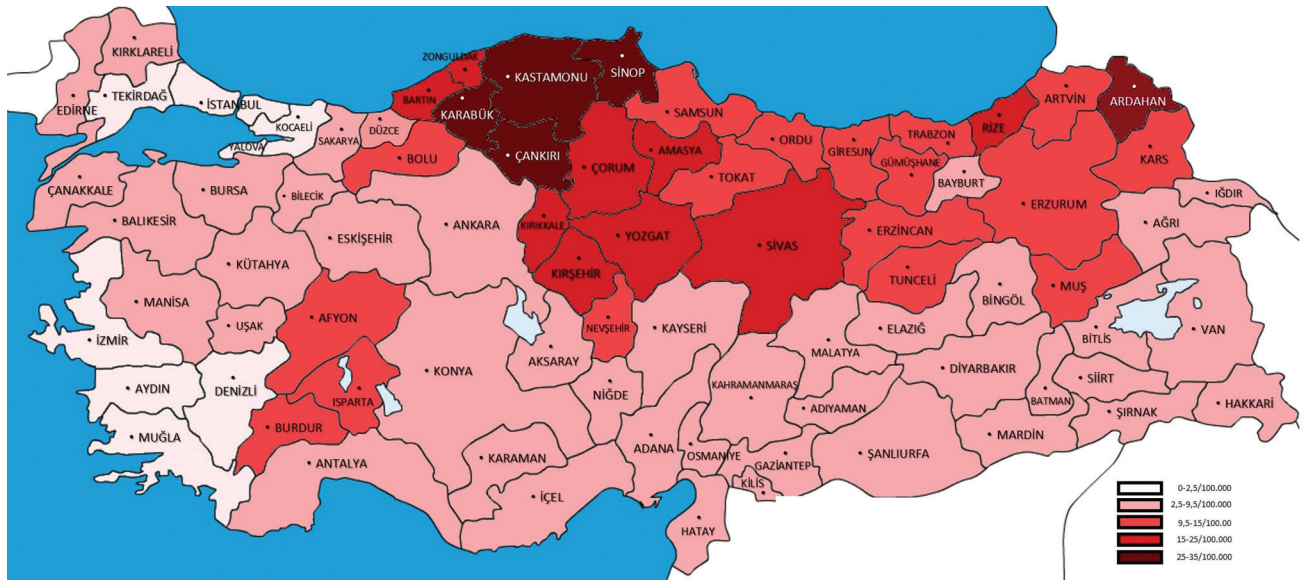 KIRKLARELİ
EDİRNE
TEKİRDAĞ
İSTANBUL
KOCAELİ
YALOVA
SAKARYA
DÜZCE
ZONGULDAK
BARTIN
KARABÜK
KASTAMONU
SİNOP
ÇANKIRI
BOLU
SAMSUN
ORDU
GİRESUN
TRABZON
RİZE
ARTVİN
ARDAHAN
KARS
GÜMÜŞHANE
BAYBURT
IĞDIR
AĞRI
ERZURUM
ERZİNCAN
TUNCELİ
ÇORUM
AMASYA
TOKAT
ÇANAKKALE
BALIKESİR
BURSA
BİLECİK
ESKİŞEHİR
ANKARA
KIRIKKALE
YOZGAT
SİVAS
KIRŞEHİR
KÜTAHYA
MANİSA
UŞAK
AFYON
NEVŞEHİR
KAYSERİ
AKSARAY
MALATYA
ELAZIĞ
BİNGÖL
MUŞ
BİTLİS
VAN
İZMİR
AYDIN
DENİZLİ
ISPARTA
BURDUR
MUĞLA
ANTALYA
KONYA
KARAMAN
NİĞDE
İÇEL
ADANA
KAHRAMANMARAŞ
ADIYAMAN
DİYARBAKIR
BATMAN
SİİRT
ŞIRNAK
HAKKARİ
MARDİN
ŞANLIURFA
GAZİANTEP
OSMANIYE
KİLİS
HATAY
0-2,5/100.000
2,5-9,5/100.000
9,5-15/100.00
15-25/100.000
25-35/100.000